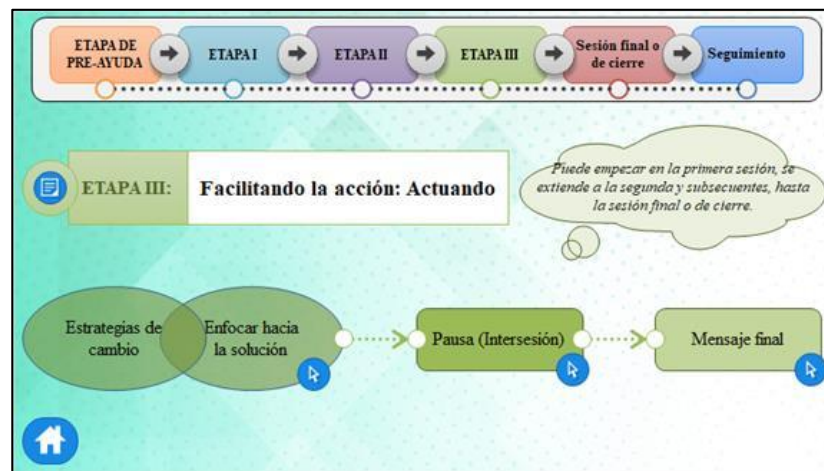 ETAPA DE
PRE-AYUDA
ETAPA I
ETAPA II
ETAPA III
Sesión final o
de cierre
Seguimiento
ETAPA III:
Facilitando la acción: Actuando
Puede empezar en la primera sesión, se
extiende a la segunda y subsecuentes, hasta
la sesión final o de cierre.
Estrategias de
cambio
Enfocar hacia
la solución
Pausa (Intersesión)
Mensaje final